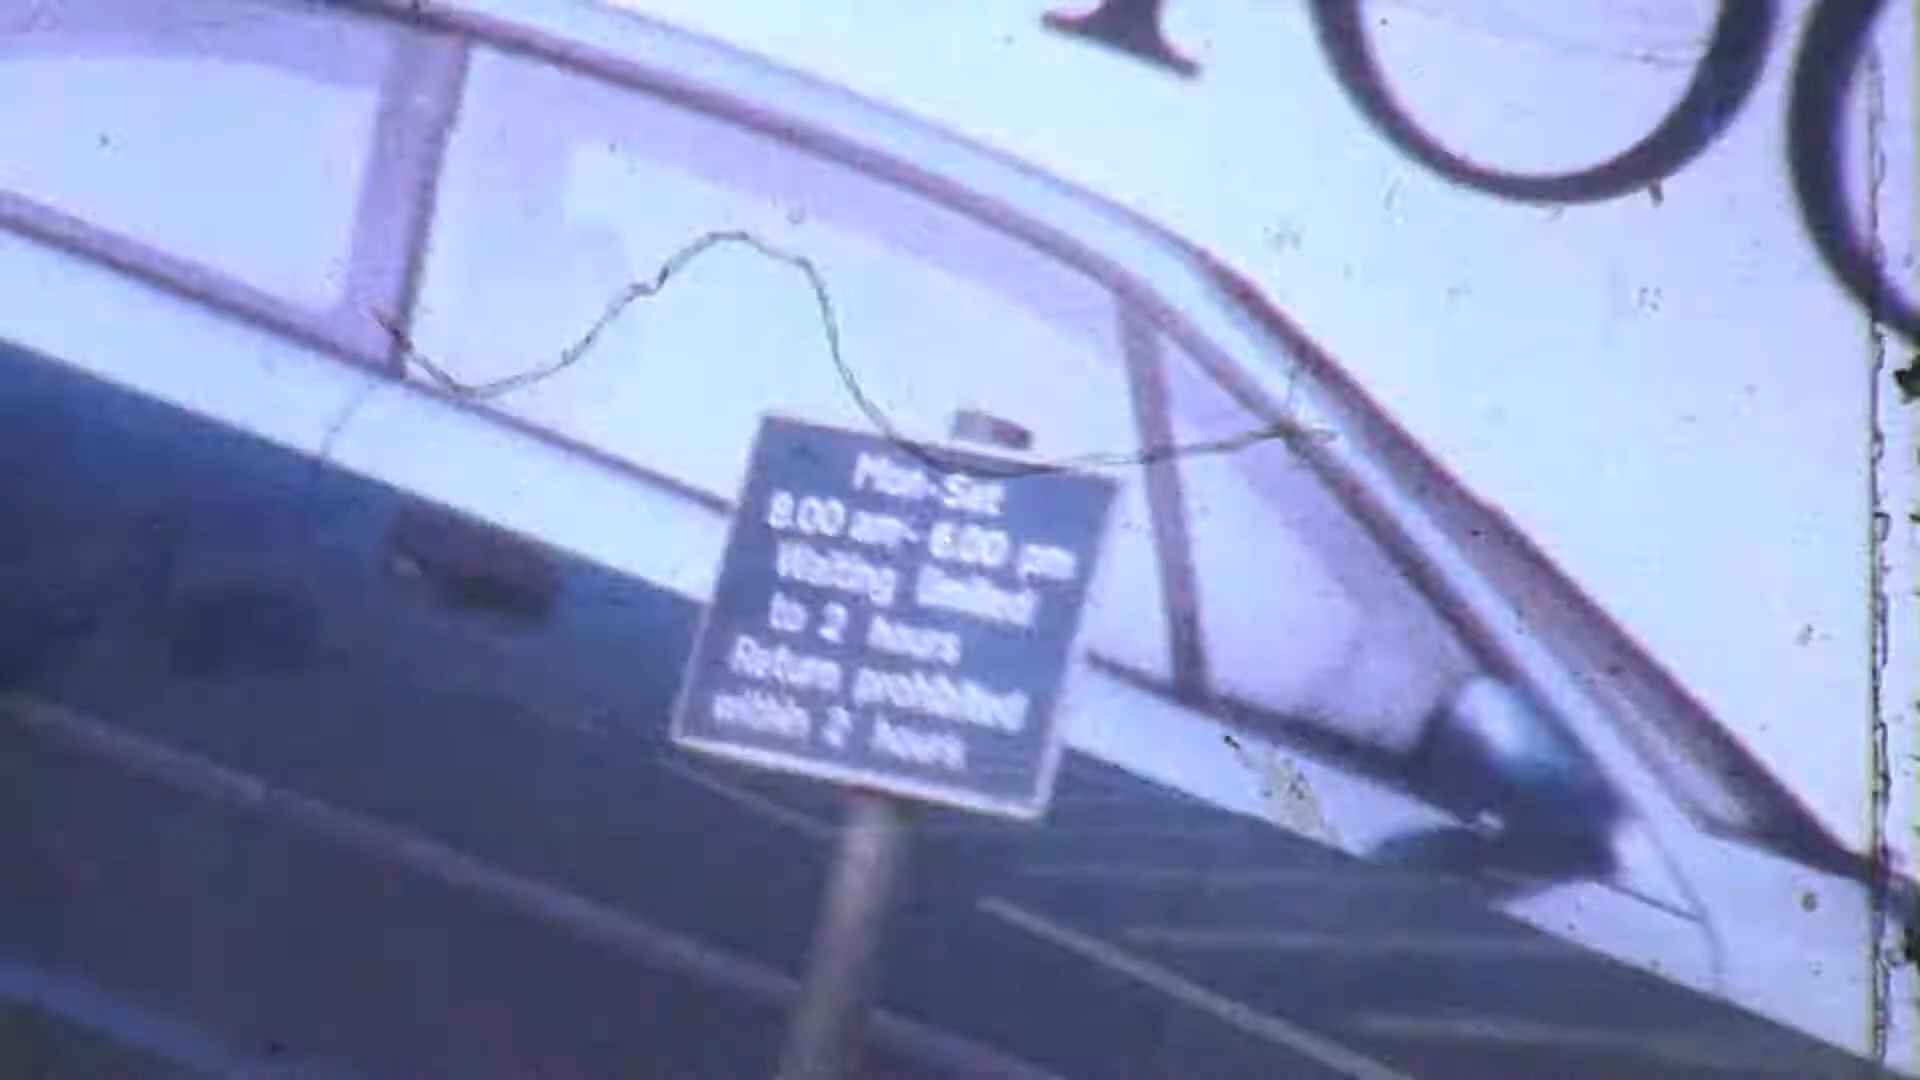 Mon-Sat
8.00 am- 6.00 pm
Waiting limited
to 2 hours
Return prohibited
within 2 hours